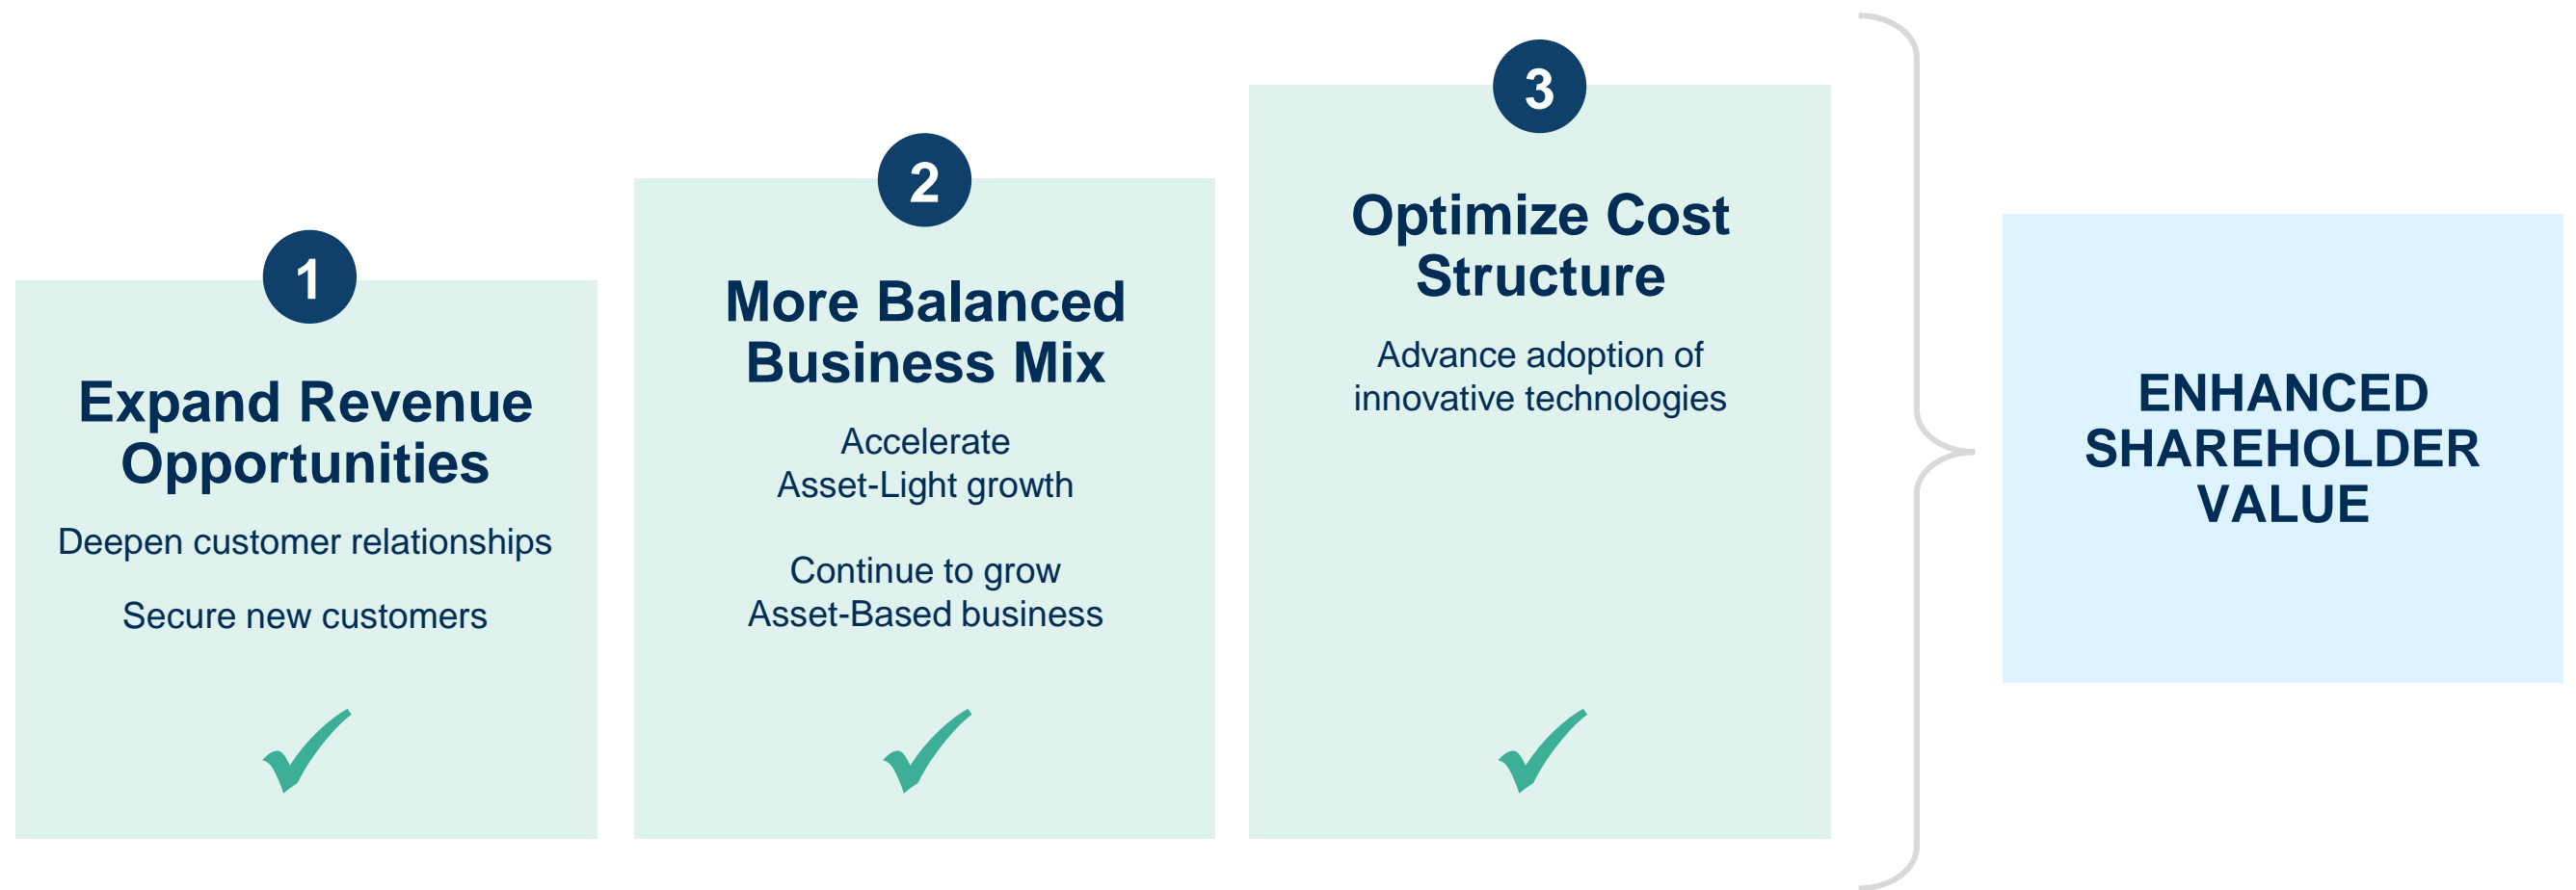 1
Expand Revenue
Opportunities
Deepen customer relationships
Secure new customers
2
More Balanced
Business Mix
Accelerate
Asset-Light growth
Continue to grow
Asset-Based business
3
Optimize Cost
Structure
Advance adoption of
innovative technologies
ENHANCED
SHAREHOLDER
VALUE